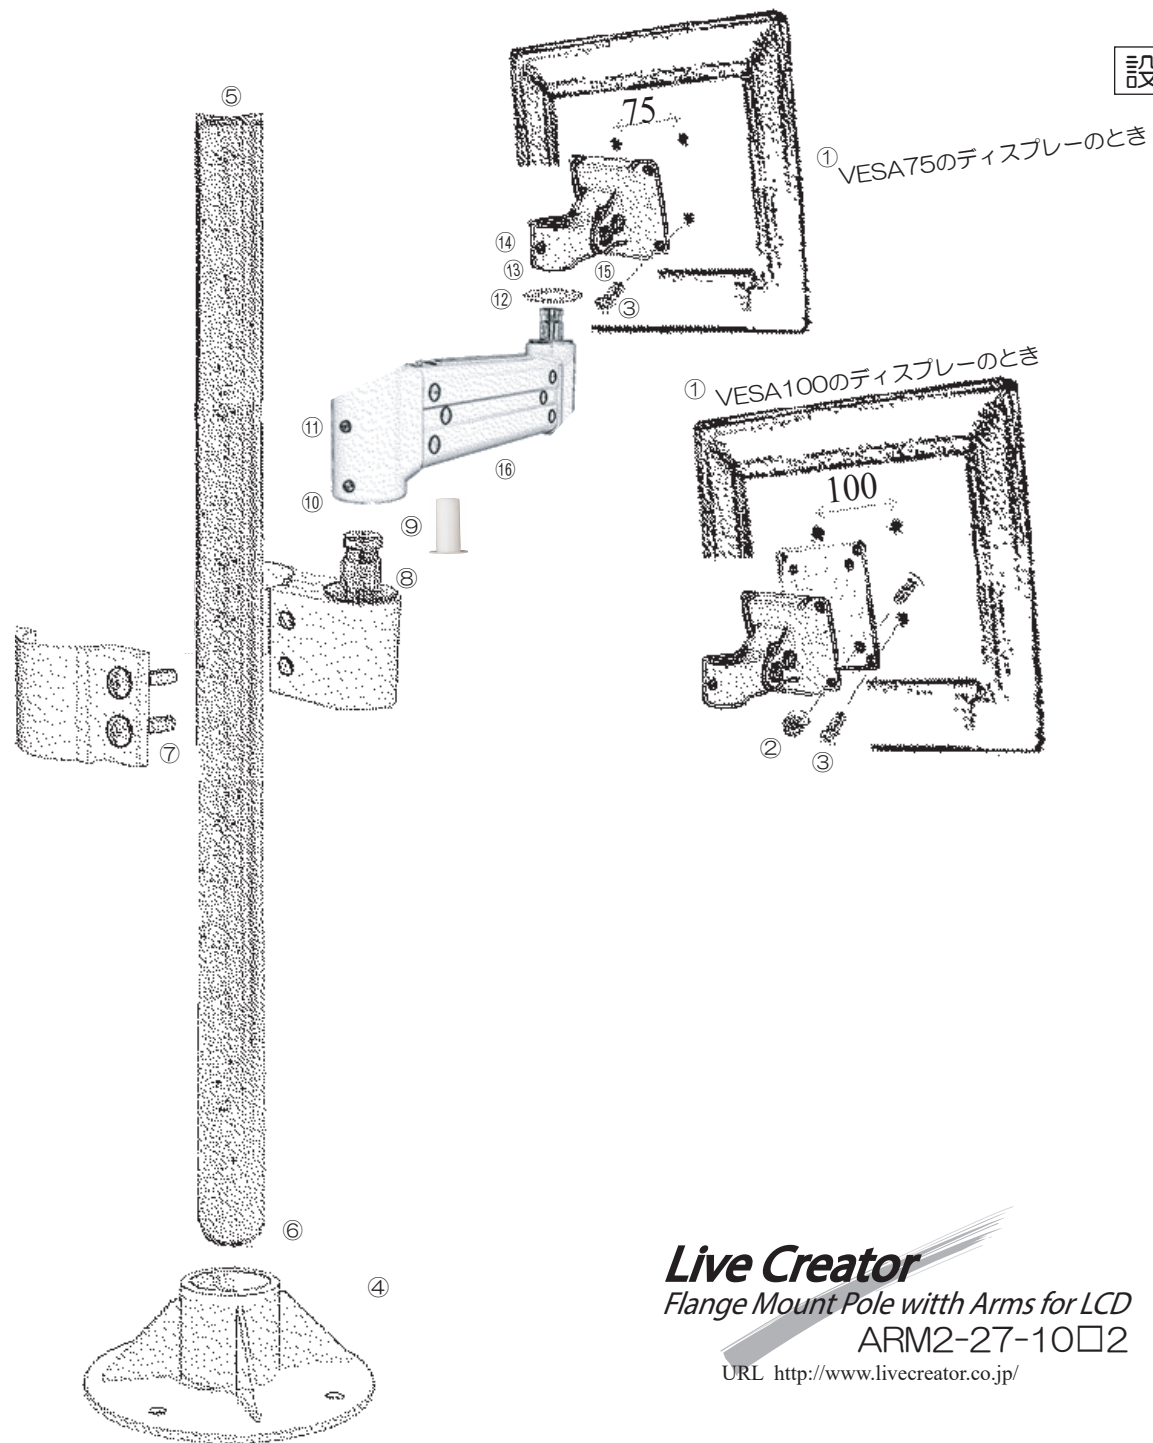 設
⑤
75
① VESA75のディスプレーのとき
⑭
⑬
⑮
⑫
③
① VESA100のディスプレーのとき
⑪
⑯
⑩
100
⑨
⑧
⑦
②
③
⑥
④
Live Creator
Flange Mount Pole witth Arms for LCD
ARM2-27-10□2
URL http://www.livecreator.co.jp/